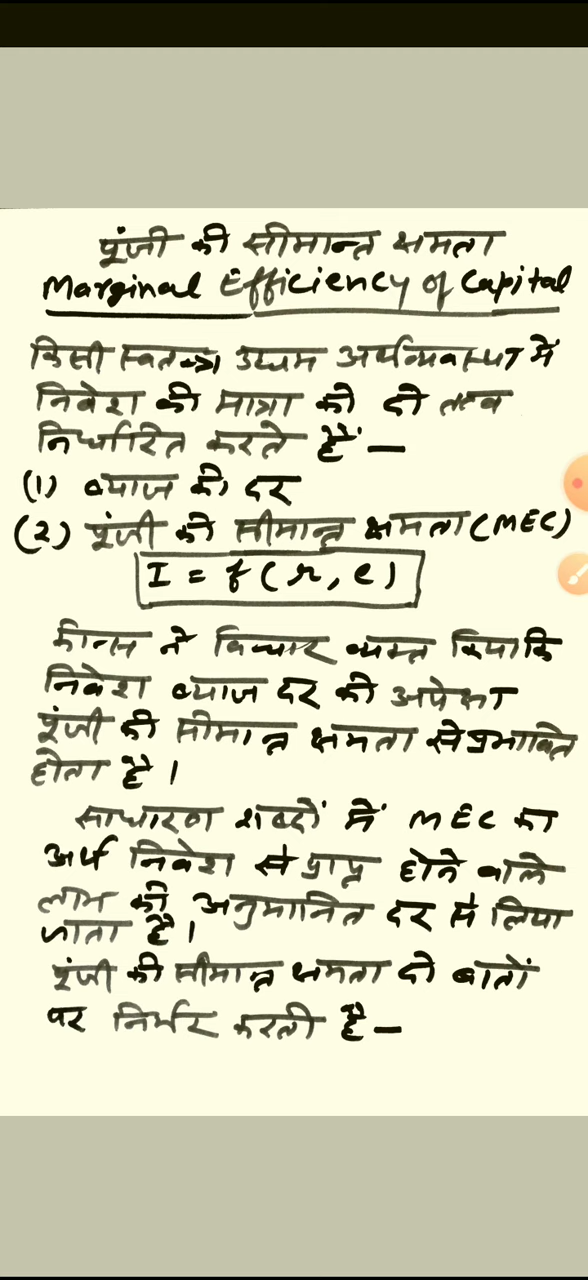 पूंजी की सीमान्त क्षमता
Marginal Efficiency of Capital
किसी स्वतन्त्र उद्यम अर्थव्यवस्था में
निवेश की मात्रा को दो तत्व
निर्धारित करते हैं —
(1) ब्याज की दर
(2) पूंजी की सीमान्त क्षमता (MEC)
I = f (r, e)
कीन्स ने विचार व्यक्त किया कि
निवेश ब्याज दर की अपेक्षा
पूंजी की सीमान्त क्षमता से प्रभावित
होता है।
साधारण शब्दों में MEC का
अर्थ निवेश से प्राप्त होने वाले
लाभ की अनुमानित दर से लिया
जाता है।
पूंजी की सीमान्त क्षमता दो बातों
पर निर्भर करती है —